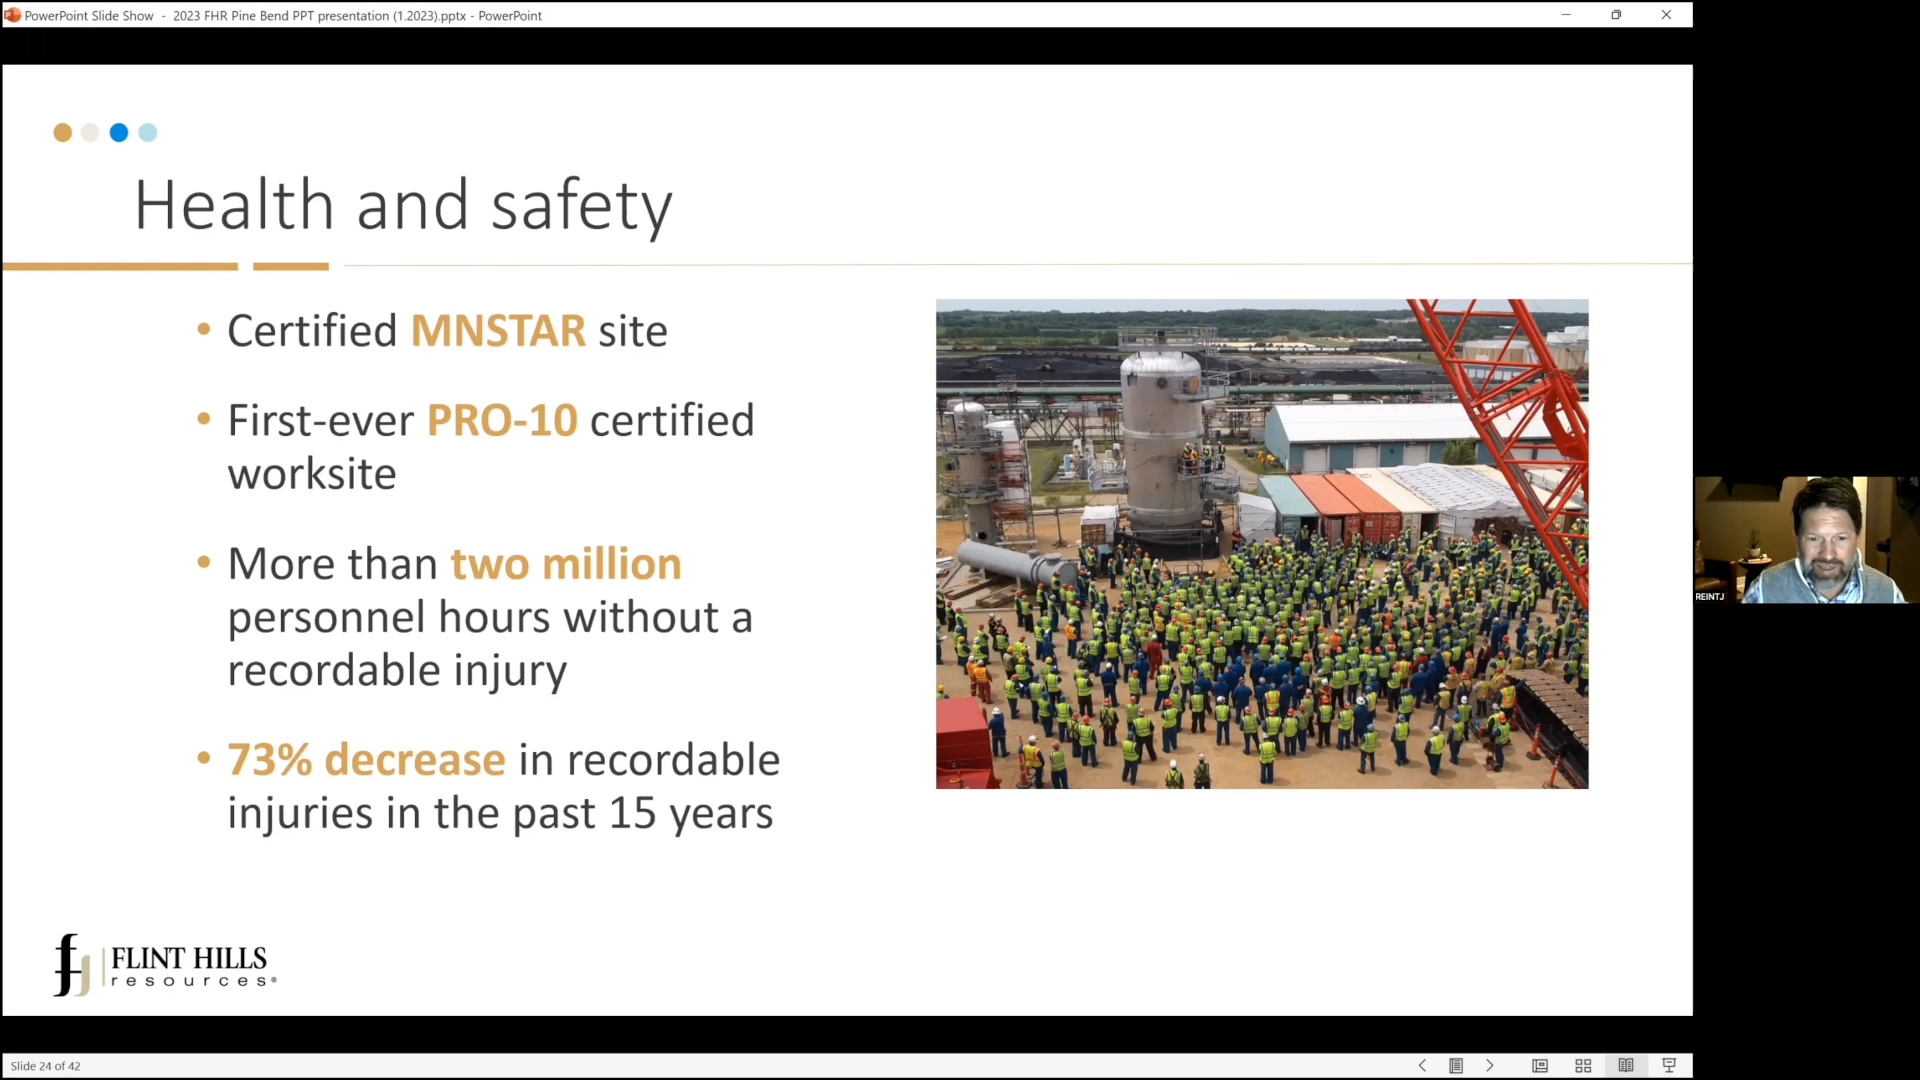 PowerPoint Slide Show - 2023 FHR Pine Bend PPT presentation (1.2023).pptx - PowerPoint
Health and safety
• Certified MNSTAR site
• First-ever PRO-10 certified
worksite
• More than two million
personnel hours without a
recordable injury
• 73% decrease in recordable
injuries in the past 15 years
REINTJ
FLINT HILLS
resources®
Slide 24 of 42